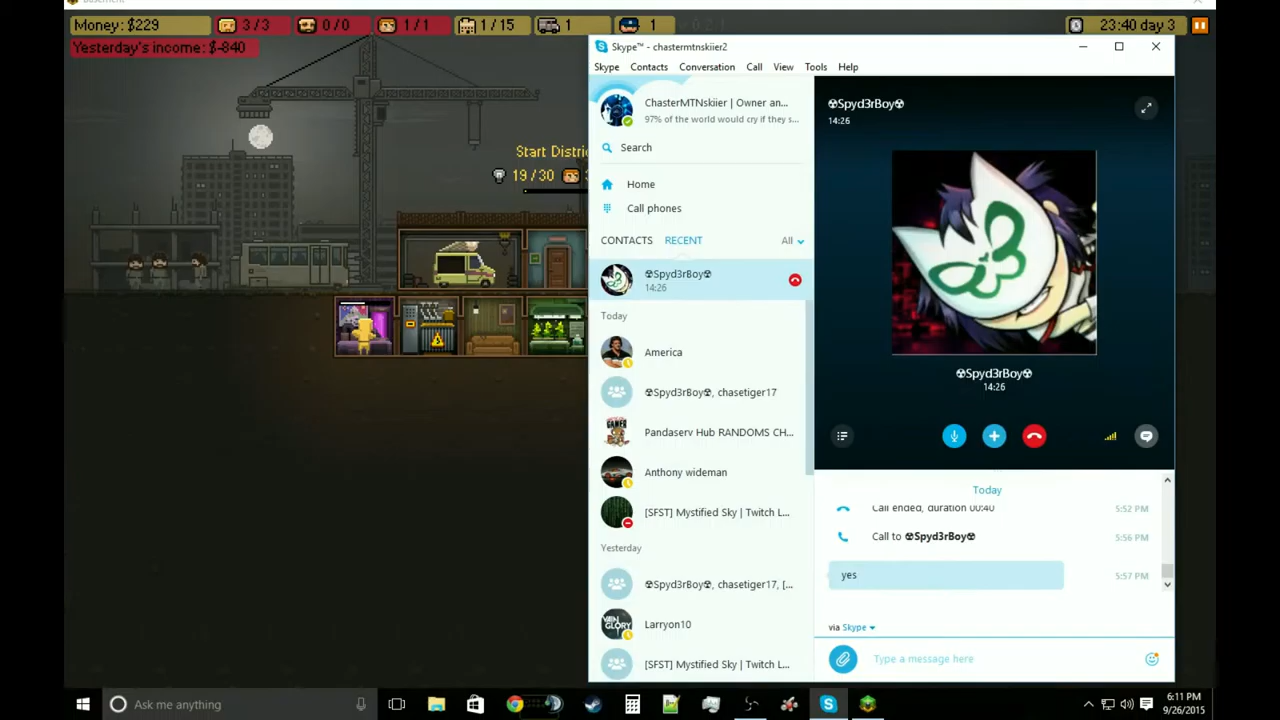 Basement
Money: $229
3/3
0/0
1/1
1/15
1
1
0.2.1
23:40 day 3
Yesterday's income: $-840
Start Distri
19/30
Skype™ - chastermtnskiier2
Skype Contacts Conversation Call View Tools Help
ChasterMTNskiier | Owner an...
97% of the world would cry if they s...
Search
Home
Call phones
CONTACTS RECENT All
☢Spyd3rBoy☢
14:26
Today
America
☢Spyd3rBoy☢, chasetiger17
Pandaserv Hub RANDOMS CH...
Anthony wideman
[SFST] Mystified Sky | Twitch L...
Yesterday
☢Spyd3rBoy☢, chasetiger17, [...
Larryon10
[SFST] Mystified Sky | Twitch L...
☢Spyd3rBoy☢
14:26
☢Spyd3rBoy☢
14:26
Today
Call ended, duration 00:40 5:52 PM
Call to ☢Spyd3rBoy☢ 5:56 PM
yes 5:57 PM
via Skype
Type a message here
Ask me anything
6:11 PM
9/26/2015